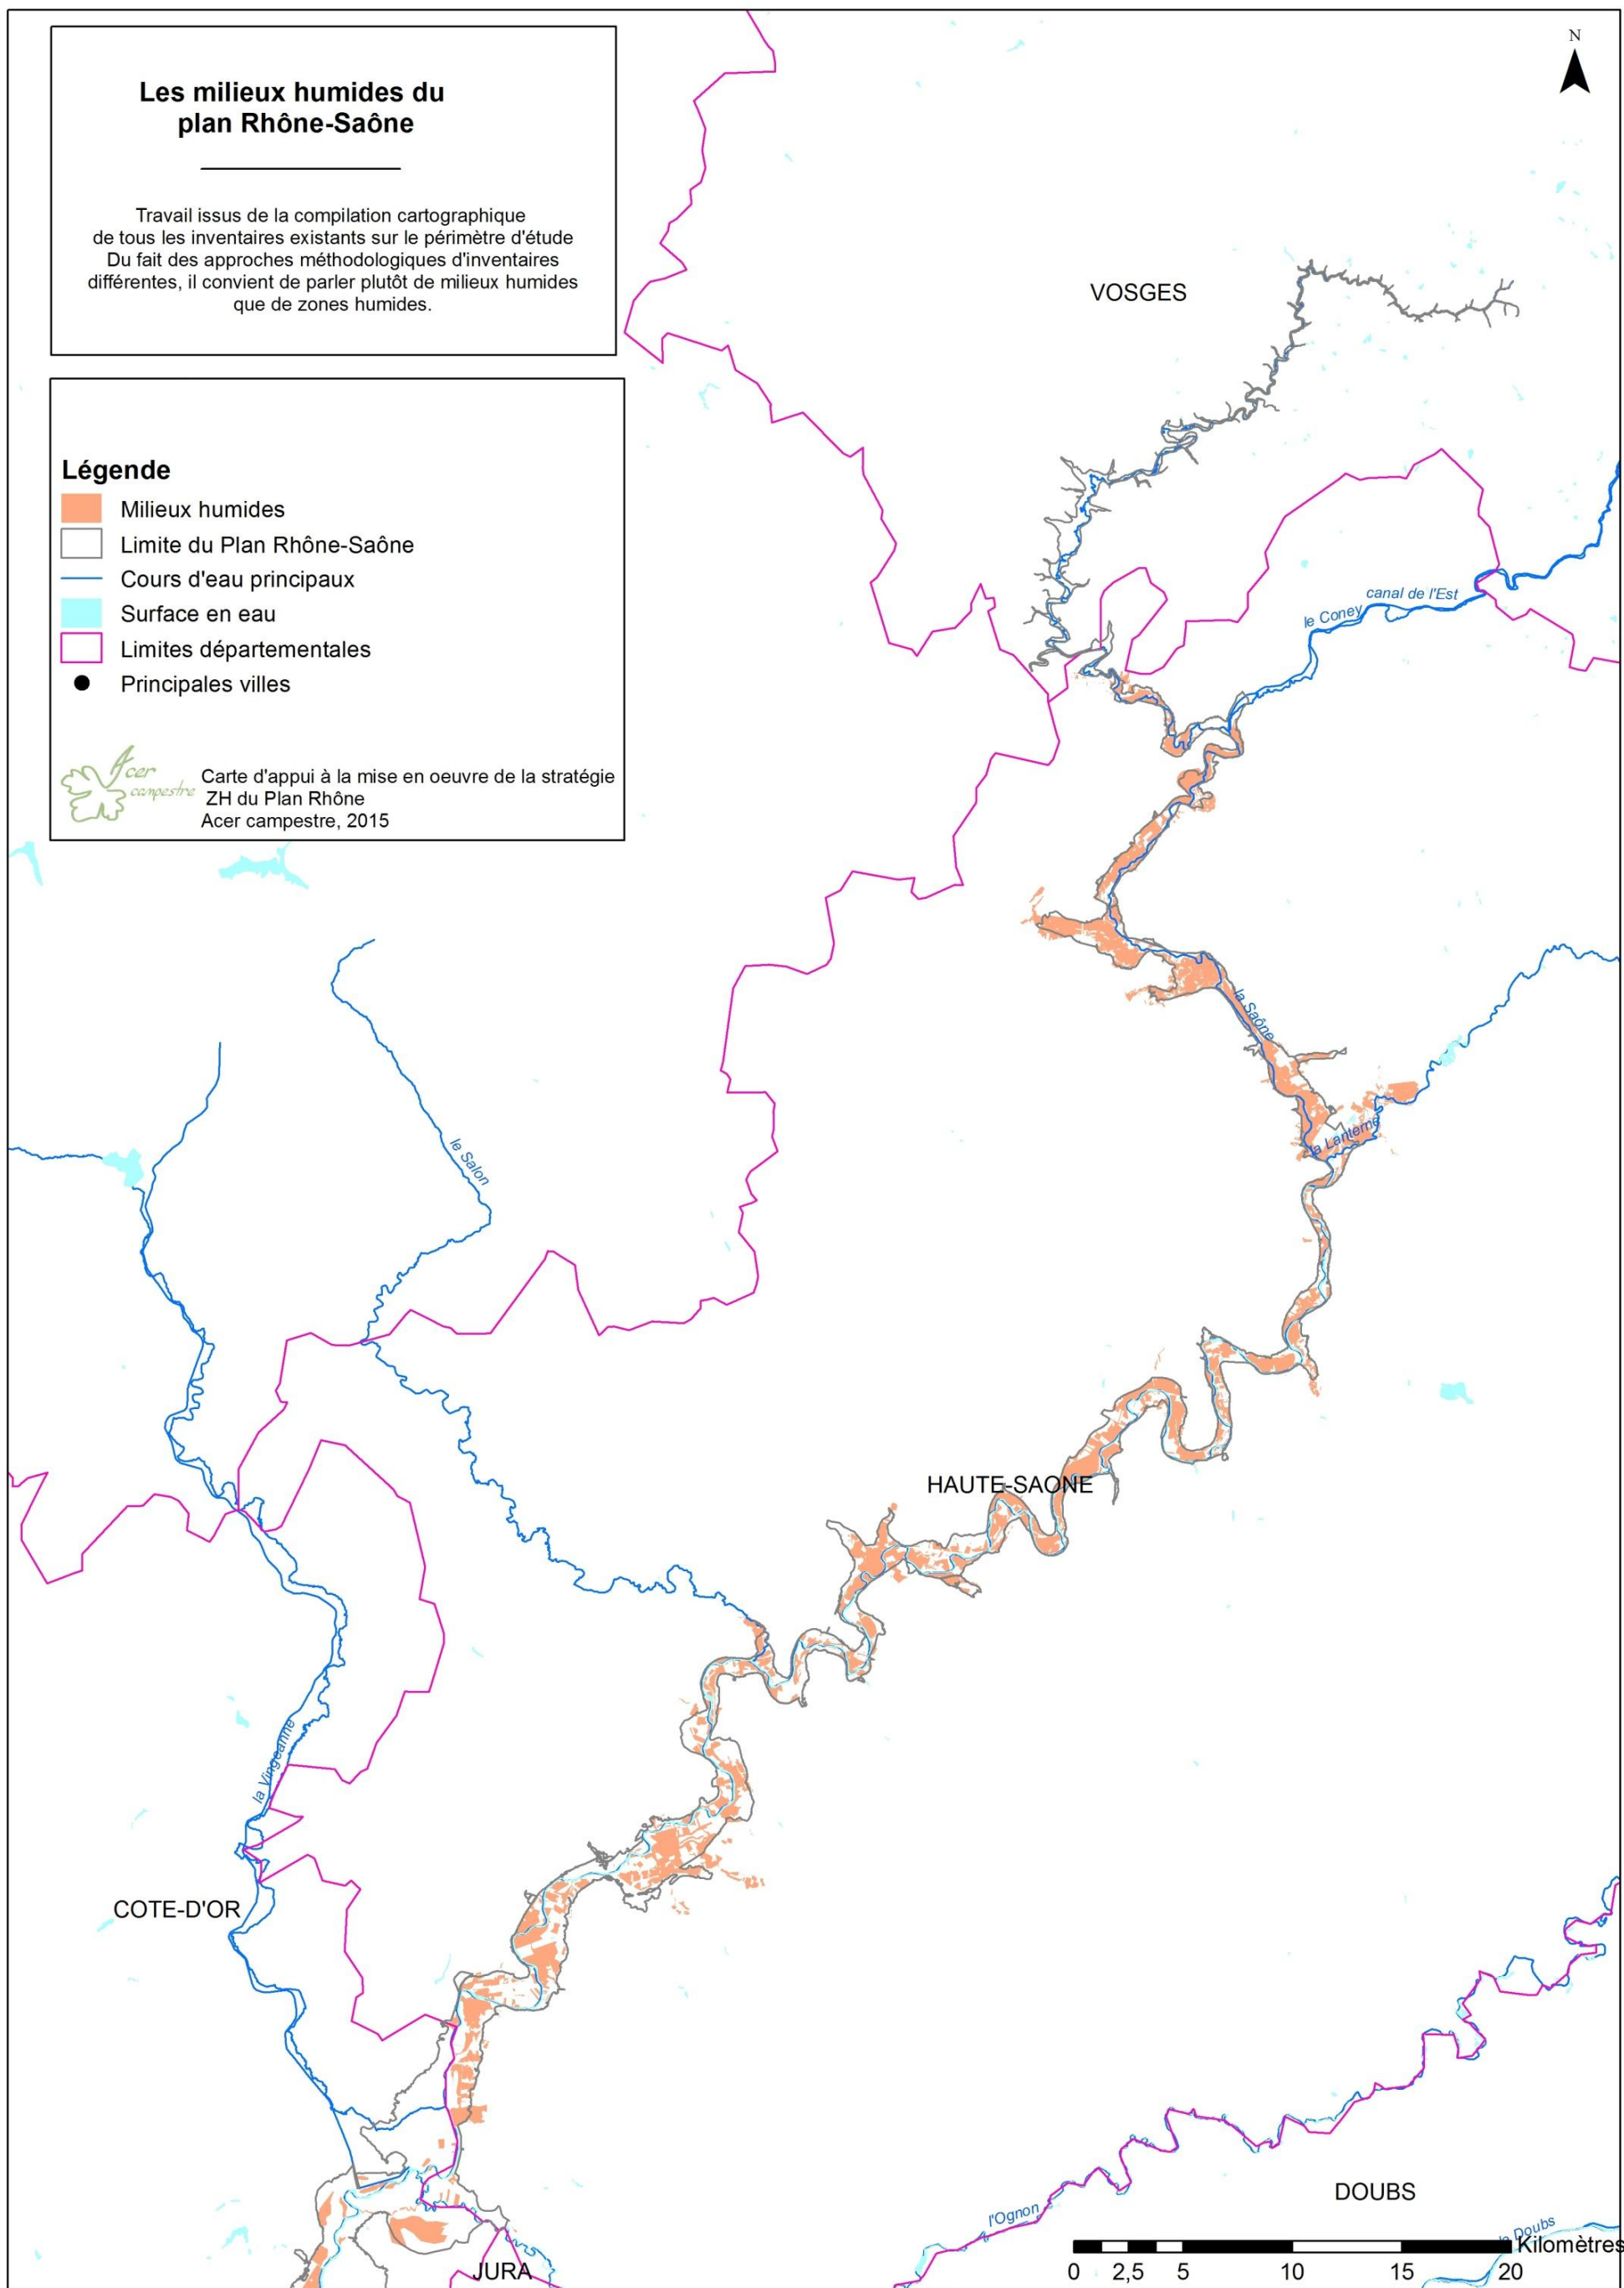 Les milieux humides du
plan Rhône-Saône
Travail issus de la compilation cartographique
de tous les inventaires existants sur le périmètre d'étude
Du fait des approches méthodologiques d'inventaires
différentes, il convient de parler plutôt de milieux humides
que de zones humides.
N
Légende
Milieux humides
Limite du Plan Rhône-Saône
Cours d'eau principaux
Surface en eau
Limites départementales
Principales villes
Acer
campestre
Carte d'appui à la mise en oeuvre de la stratégie
ZH du Plan Rhône
Acer campestre, 2015
VOSGES
canal de l'Est
le Coney
la Saône
la Lanterne
le Salon
HAUTE-SAONE
la Vingeanne
COTE-D'OR
DOUBS
l'Ognon
le Doubs
JURA
Kilomètres
0 2,5 5 10 15 20